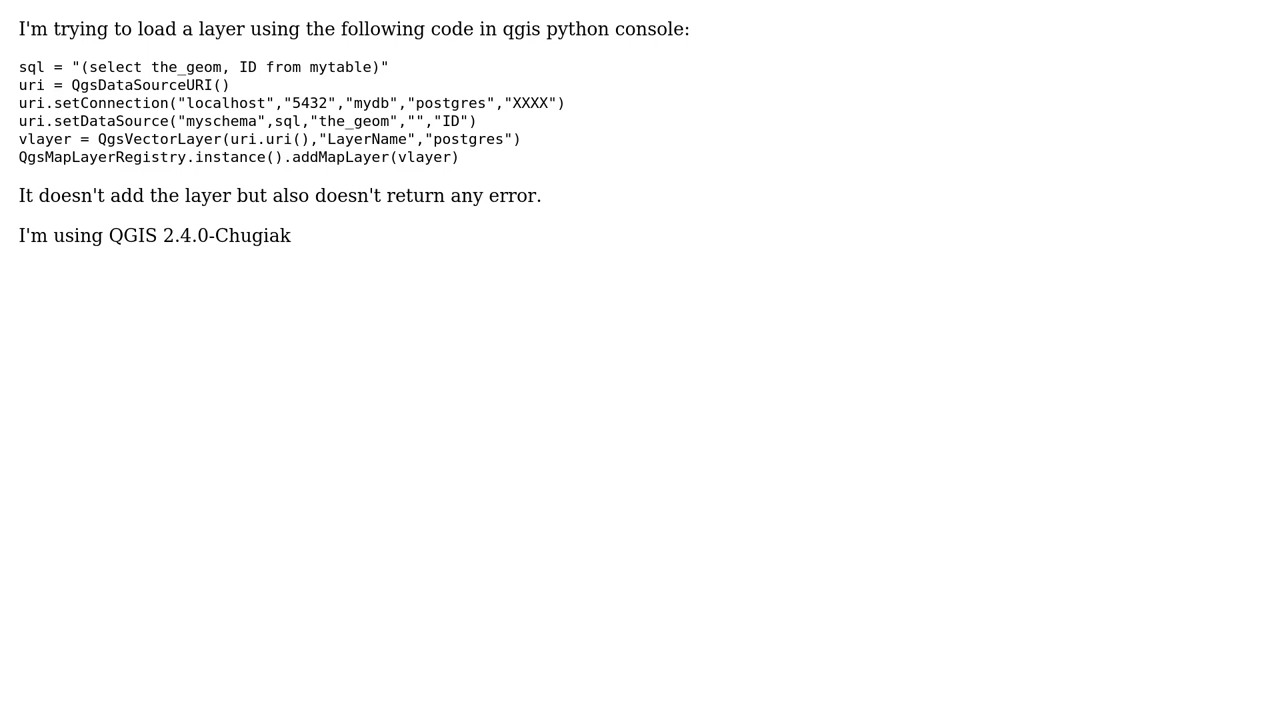 I'm trying to load a layer using the following code in qgis python console:
sql = "(select the_geom, ID from mytable)"
uri = QgsDataSourceURI()
uri.setConnection("localhost","5432","mydb","postgres","XXXX")
uri.setDataSource("myschema",sql,"the_geom","","ID")
vlayer = QgsVectorLayer(uri.uri(),"LayerName","postgres")
QgsMapLayerRegistry.instance().addMapLayer(vlayer)
It doesn't add the layer but also doesn't return any error.
I'm using QGIS 2.4.0-Chugiak